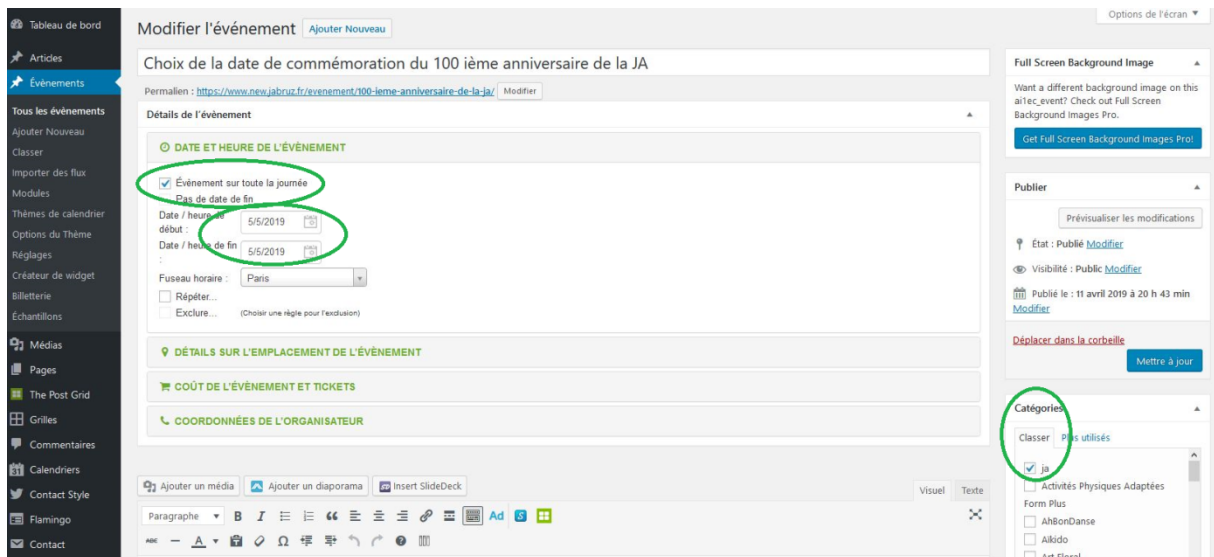 Tableau de bord
Articles
Évènements
Tous les évènements
Ajouter Nouveau
Classer
Importer des flux
Modules
Thèmes de calendrier
Options du Thème
Réglages
Créateur de widget
Billetterie
Échantillons
Médias
Pages
The Post Grid
Grilles
Commentaires
Calendriers
Contact Style
Flamingo
Contact
Options de l'écran
Modifier l'événement Ajouter Nouveau
Choix de la date de commémoration du 100 ième anniversaire de la JA
Permalien : https://www.new.jabruz.fr/evenement/100-ieme-anniversaire-de-la-ja/ Modifier
Détails de l'évènement
DATE ET HEURE DE L'ÉVÈNEMENT
Évènement sur toute la journée
Pas de date de fin
Date / heure de
début :
5/5/2019
Date / heure de fin
:
5/5/2019
Fuseau horaire : Paris
Répéter...
Exclure... (Choisir une règle pour l'exclusion)
DÉTAILS SUR L'EMPLACEMENT DE L'ÉVÈNEMENT
COÛT DE L'ÉVÈNEMENT ET TICKETS
COORDONNÉES DE L'ORGANISATEUR
Ajouter un média Ajouter un diaporama Insert SlideDeck
Visuel Texte
Paragraphe B I Ad S
ABC A Ω
Full Screen Background Image
Want a different background image on this
ai1ec_event? Check out Full Screen
Background Images Pro.
Get Full Screen Background Images Pro!
Publier
Prévisualiser les modifications
État : Publié Modifier
Visibilité : Public Modifier
Publié le : 11 avril 2019 à 20 h 43 min
Modifier
Déplacer dans la corbeille
Mettre à jour
Catégories
Classer Plus utilisés
ja
Activités Physiques Adaptées
Form Plus
AhBonDanse
Aïkido
Art Floral